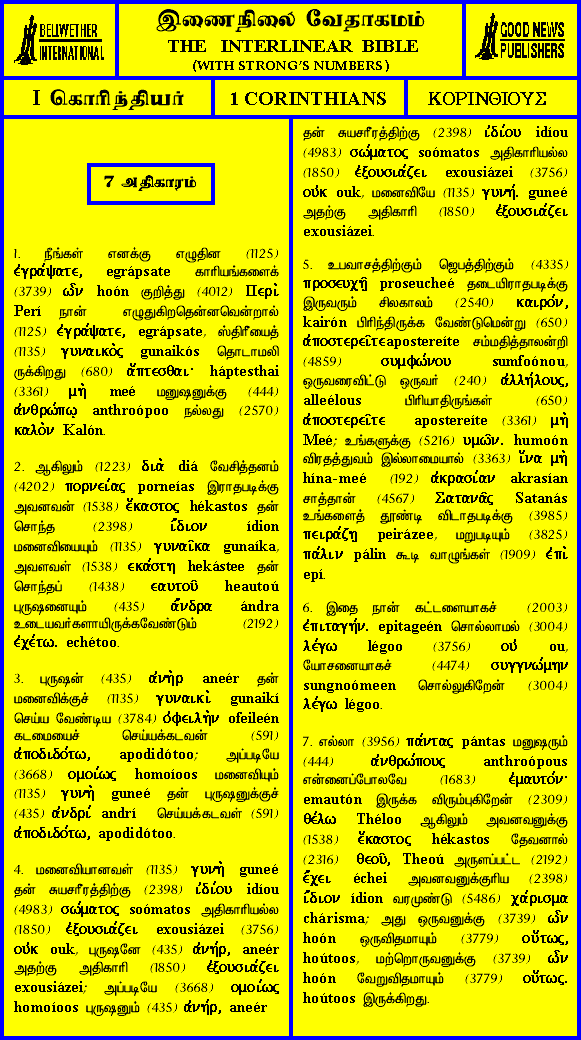 BELLWETHER
INTERNATIONAL
இணைநிலை வேதாகமம்
THE INTERLINEAR BIBLE
(WITH STRONG'S NUMBERS)
GOOD NEWS
PUBLISHERS
I கொரிந்தியர்
1 CORINTHIANS
ΚΟΡΙΝΘΙΟΥΣ
7 அதிகாரம்
1. நீங்கள் எனக்கு எழுதின (1125)
ἐγράψατε, egrápsate காரியங்களைக்
(3739) ὧν hoón குறித்து (4012) Περὶ
Perí நான் எழுதுகிறதென்னவென்றால்
(1125) ἐγράψατε, egrápsate, ஸ்திரீயைத்
(1135) γυναικὸς gunaikós தொடாமலி
ருக்கிறது (680) ἅπτεσθαι· háptesthai
(3361) μὴ meé மனுஷனுக்கு (444)
ἀνθρώπῳ anthroópoo நல்லது (2570)
καλὸν Kalón.
2. ஆகிலும் (1223) διὰ diá வேசித்தனம்
(4202) πορνείας porneías இராதபடிக்கு
அவனவன் (1538) ἕκαστος hékastos தன்
சொந்த (2398) ἴδιον ídion
மனைவியையும் (1135) γυναῖκα gunaíka,
அவளவள் (1538) εκάστη hekástee தன்
சொந்தப் (1438) εαυτοῦ heautoú
புருஷனையும் (435) ἄνδρα ándra
உடையவர்களாயிருக்கவேண்டும் (2192)
ἐχέτω. echétoo.
3. புருஷன் (435) ἀνὴρ aneér தன்
மனைவிக்குச் (1135) γυναικὶ gunaikí
செய்ய வேண்டிய (3784) ὀφειλὴν ofeileén
கடமையைச் செய்யக்கடவன் (591)
ἀποδιδότω, apodidótoo; அப்படியே
(3668) ομοίως homoíoos மனைவியும்
(1135) γυνὴ guneé தன் புருஷனுக்குச்
(435) ἀνδρί andrí செய்யக்கடவள் (591)
ἀποδιδότω, apodidótoo.
4. மனைவியானவள் (1135) γυνὴ guneé
தன் சுயசரீரத்திற்கு (2398) ἰδίου idíou
(4983) σώματος soómatos அதிகாரியல்ல
(1850) ἐξουσιάζει exousiázei (3756)
οὐκ ouk, புருஷனே (435) ἀνήρ, aneér
அதற்கு அதிகாரி (1850) ἐξουσιάζει
exousiázei; அப்படியே (3668) ομοίως
homoíoos புருஷனும் (435) ἀνήρ, aneér
தன் சுயசரீரத்திற்கு (2398) ἰδίου idíou
(4983) σώματος soómatos அதிகாரியல்ல
(1850) ἐξουσιάζει exousiázei (3756)
οὐκ ouk, மனைவியே (1135) γυνή. guneé
அதற்கு அதிகாரி (1850) ἐξουσιάζει
exousiázei.
5. உபவாசத்திற்கும் ஜெபத்திற்கும் (4335)
προσευχῇ proseucheé தடையிராதபடிக்கு
இருவரும் சிலகாலம் (2540) καιρόν,
kairón பிரிந்திருக்க வேண்டுமென்று (650)
ἀποστερεῖτεapostereíte சம்மதித்தாலன்றி
(4859) συμφώνου sumfoónou,
ஒருவரைவிட்டு ஒருவர் (240) ἀλλήλους,
alleélous பிரியாதிருங்கள் (650)
ἀποστερεῖτε apostereíte (3361) μὴ
Meé; உங்களுக்கு (5216) υμῶν. humoón
விரதத்துவம் இல்லாமையால் (3363) ἵνα μὴ
hína-meé (192) ἀκρασίαν akrasían
சாத்தான் (4567) Σατανᾶς Satanás
உங்களைத் தூண்டி விடாதபடிக்கு (3985)
πειράζῃ peirázee, மறுபடியும் (3825)
πάλιν pálin கூடி வாழுங்கள் (1909) ἐπὶ
epí.
6. இதை நான் கட்டளையாகச் (2003)
ἐπιταγήν. epitageén சொல்லாமல் (3004)
λέγω légoo (3756) οὐ ou,
யோசனையாகச் (4474) συγγνώμην
sungnoómeen சொல்லுகிறேன் (3004)
λέγω légoo.
7. எல்லா (3956) πάντας pántas மனுஷரும்
(444) ἀνθρώπους anthroópous
என்னைப்போலவே (1683) ἐμαυτόν·
emautón இருக்க விரும்புகிறேன் (2309)
θέλω Théloo ஆகிலும் அவனவனுக்கு
(1538) ἕκαστος hékastos தேவனால்
(2316) θεοῦ, Theoú அருளப்பட்ட (2192)
ἔχει échei அவனவனுக்குரிய (2398)
ἴδιον ídion வரமுண்டு (5486) χάρισμα
chárisma; அது ஒருவனுக்கு (3739) ὧν
hoón ஒருவிதமாயும் (3779) οὕτως,
hoútoos, மற்றொருவனுக்கு (3739) ὧν
hoón வேறுவிதமாயும் (3779) οὕτως.
hoútoos இருக்கிறது.